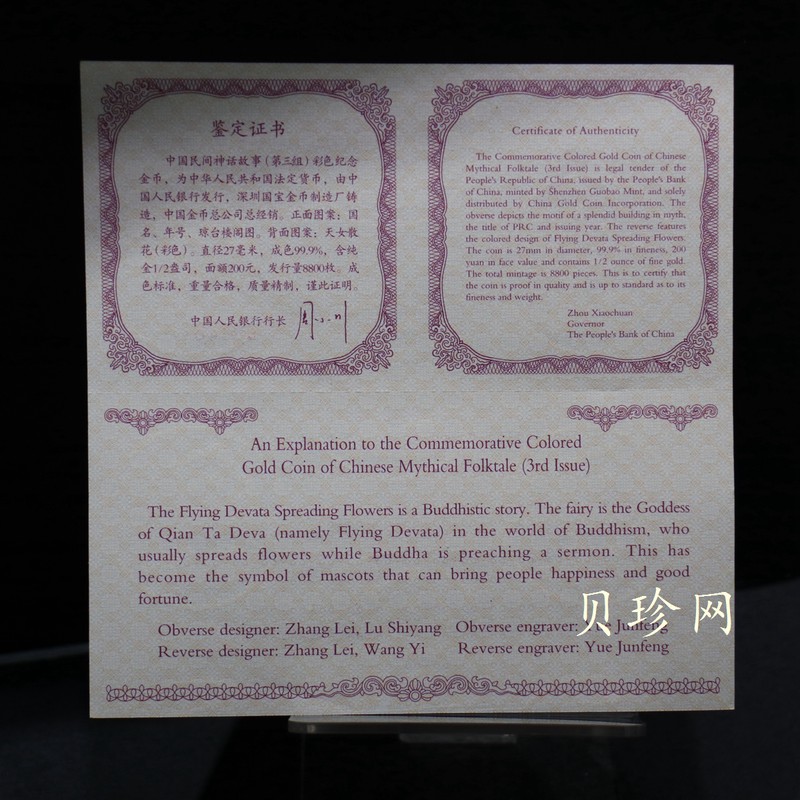 鉴定证书
中国民间神话故事(第三组)彩色纪念
金币，为中华人民共和国法定货币，由中
国人民银行发行，深圳国宝金币制造厂铸
造，中国金币总公司总经销。正面图案：国
名、年号、琼台楼阁图。背面图案：天女散
花(彩色)。直径27毫米，成色99.9%，含纯
金1/2盎司，面额200元，发行量8800枚。成
色标准，重量合格，质量精制，谨此证明。
中国人民银行行长
Certificate of Authenticity
The Commemorative Colored Gold Coin of Chinese
Mythical Folktale (3rd Issue) is legal tender of the
People's Republic of China, issued by the People's Bank
of China, minted by Shenzhen Guobao Mint, and solely
distributed by China Gold Coin Incorporation. The
obverse depicts the motif of a splendid building in myth,
the title of PRC and issuing year. The reverse features
the colored design of Flying Devata Spreading Flowers.
The coin is 27mm in diameter, 99.9% in fineness, 200
yuan in face value and contains 1/2 ounce of fine gold.
The total mintage is 8800 pieces. This is to certify that
the coin is proof in quality and is up to standard as to its
fineness and weight.
Zhou Xiaochuan
Governor
The People's Bank of China
An Explanation to the Commemorative Colored
Gold Coin of Chinese Mythical Folktale (3rd Issue)
The Flying Devata Spreading Flowers is a Buddhistic story. The fairy is the Goddess
of Qian Ta Deva (namely Flying Devata) in the world of Buddhism, who
usually spreads flowers while Buddha is preaching a sermon. This has
become the symbol of mascots that can bring people happiness and good
fortune.
Obverse designer: Zhang Lei, Lu Shiyang Obverse engraver: Yue Junfeng
Reverse designer: Zhang Lei, Wang Yi Reverse engraver: Yue Junfeng
贝珍网